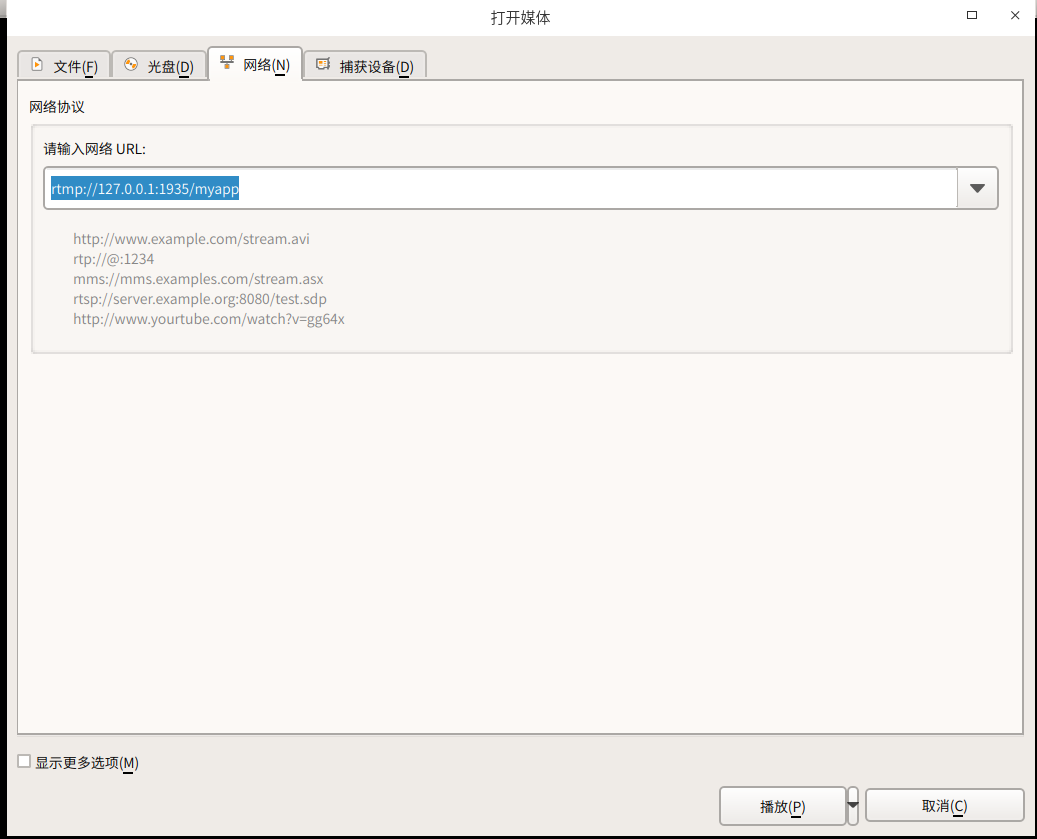 打开媒体
文件(F) 光盘(D) 网络(N) 捕获设备(D)
网络协议
请输入网络 URL:
rtmp://127.0.0.1:1935/myapp
http://www.example.com/stream.avi
rtp://@:1234
mms://mms.examples.com/stream.asx
rtsp://server.example.org:8080/test.sdp
http://www.yourtube.com/watch?v=gg64x
显示更多选项(M)
播放(P) 取消(C)